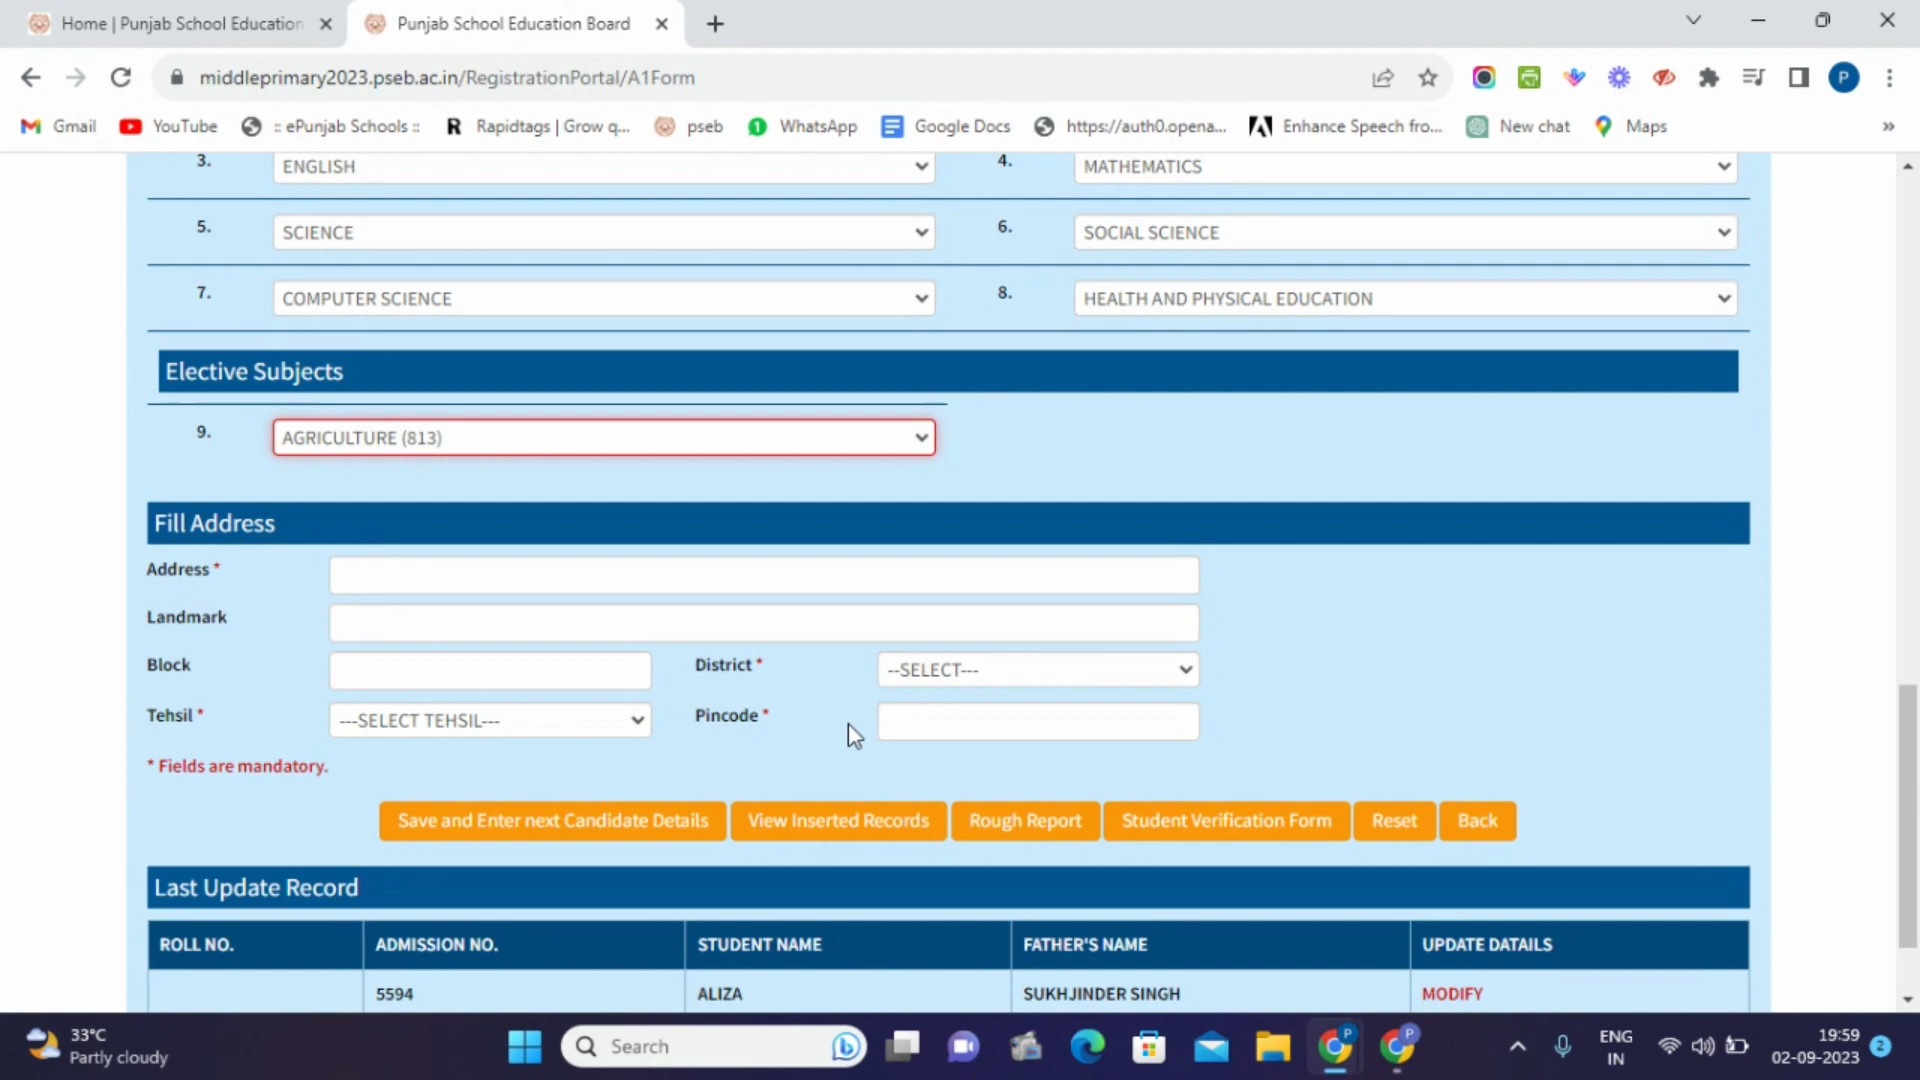 Home | Punjab School Education
Punjab School Education Board
middleprimary2023.pseb.ac.in/RegistrationPortal/A1Form
P
Gmail YouTube :: ePunjab Schools :: Rapidtags | Grow q... pseb WhatsApp Google Docs https://auth0.opena... Enhance Speech fro... New chat Maps »
3. ENGLISH 4. MATHEMATICS
5. SCIENCE 6. SOCIAL SCIENCE
7. COMPUTER SCIENCE 8. HEALTH AND PHYSICAL EDUCATION
Elective Subjects
9. AGRICULTURE (813)
Fill Address
Address *
Landmark
Block District * --SELECT---
Tehsil * ---SELECT TEHSIL--- Pincode *
* Fields are mandatory.
Save and Enter next Candidate Details View Inserted Records Rough Report Student Verification Form Reset Back
Last Update Record
ROLL NO. ADMISSION NO. STUDENT NAME FATHER'S NAME UPDATE DATAILS
5594 ALIZA SUKHJINDER SINGH MODIFY
33°C
Partly cloudy
Search
P
P
ENG
IN
19:59
02-09-2023
2